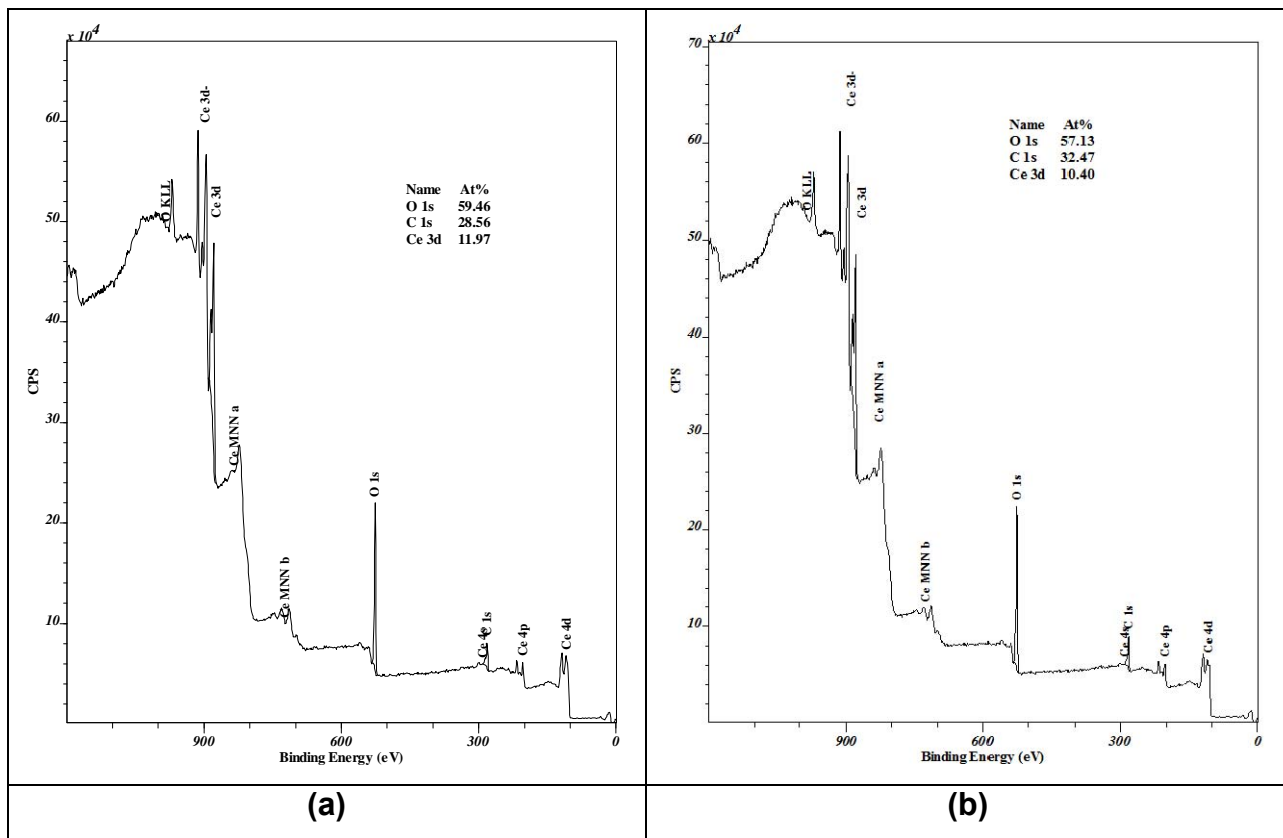 x 10⁴
60
50
40
30
20
10
CPS
O KLL
Ce 3d-
Ce 3d
Ce MNN a
Ce MNN b
O 1s
Ce 4s
C 1s
Ce 4p
Ce 4d
Name At%
O 1s 59.46
C 1s 28.56
Ce 3d 11.97
900 600 300 0
Binding Energy (eV)
(a)
x 10⁴
70
60
50
40
30
20
10
CPS
O KLL
Ce 3d-
Ce 3d
Ce MNN a
Ce MNN b
O 1s
Ce 4s
C 1s
Ce 4p
Ce 4d
Name At%
O 1s 57.13
C 1s 32.47
Ce 3d 10.40
900 600 300 0
Binding Energy (eV)
(b)